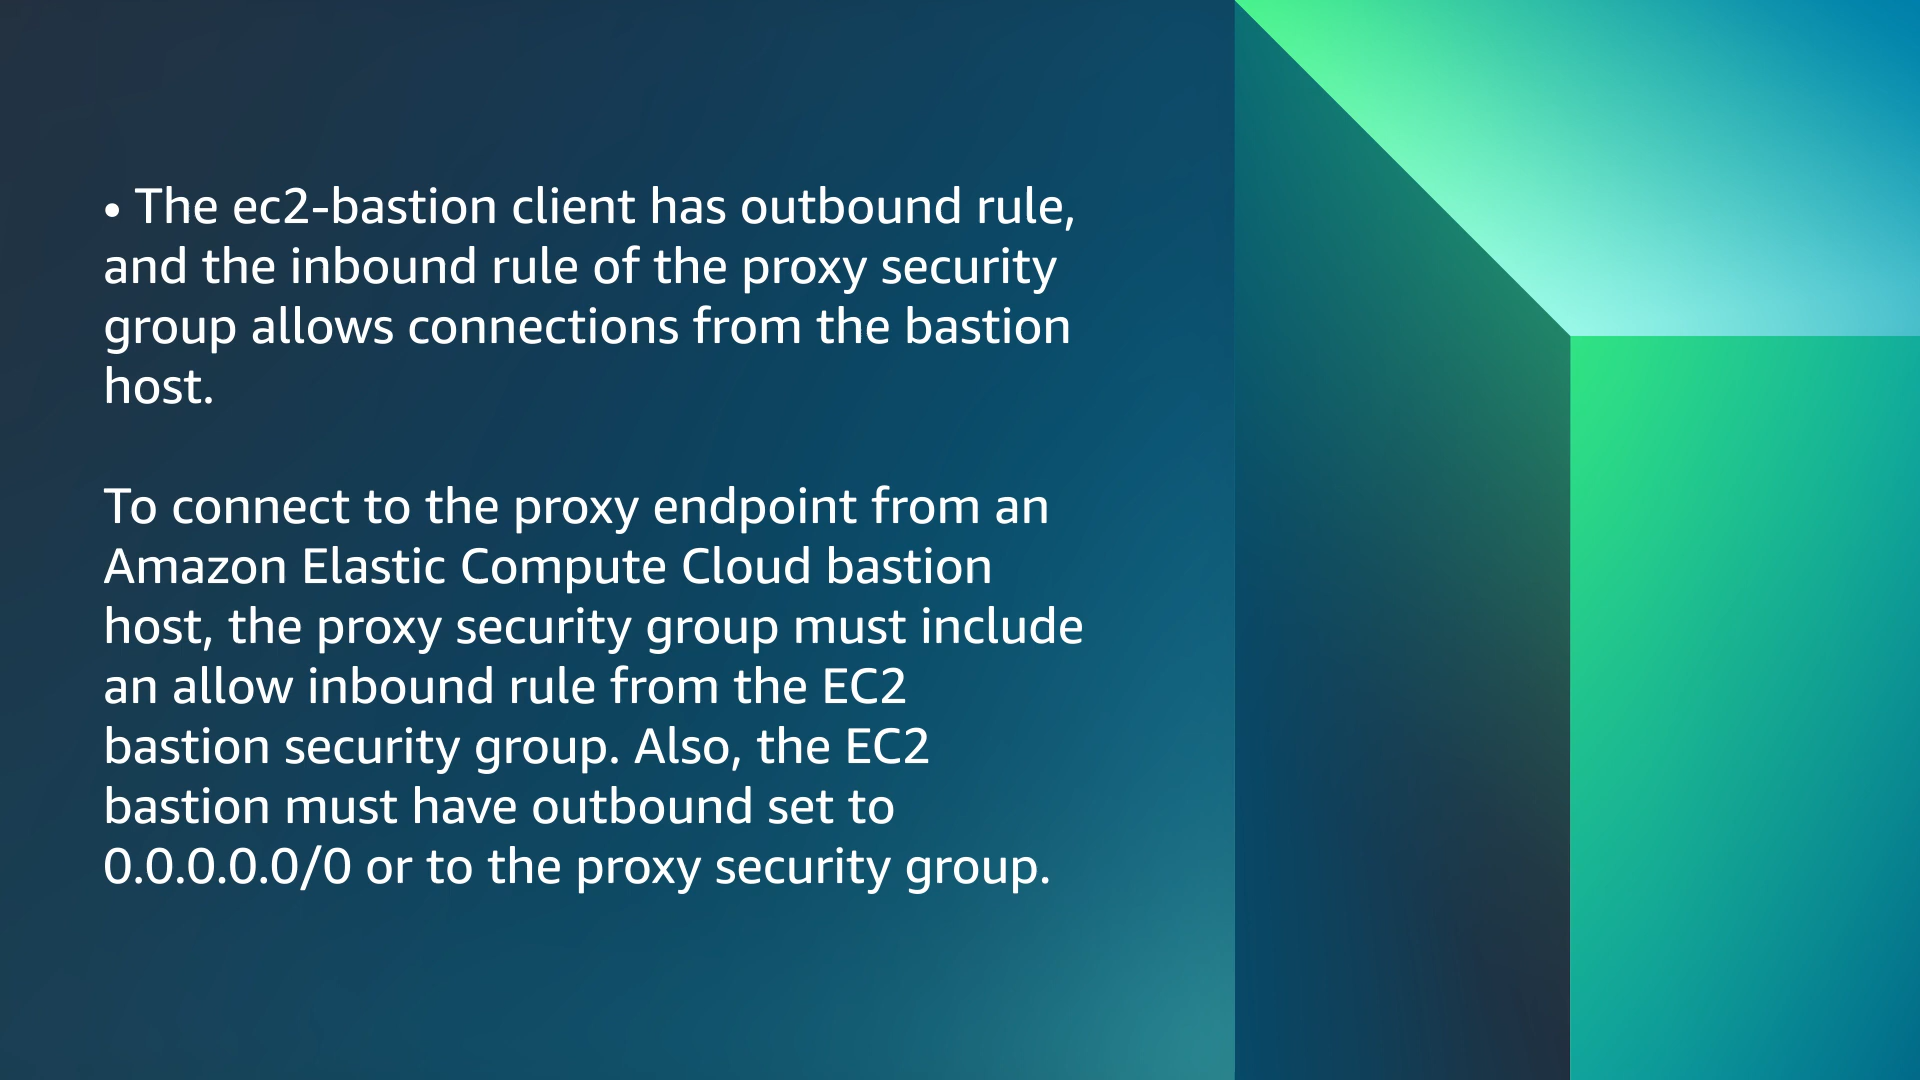 • The ec2-bastion client has outbound rule,
and the inbound rule of the proxy security
group allows connections from the bastion
host.
To connect to the proxy endpoint from an
Amazon Elastic Compute Cloud bastion
host, the proxy security group must include
an allow inbound rule from the EC2
bastion security group. Also, the EC2
bastion must have outbound set to
0.0.0.0.0/0 or to the proxy security group.